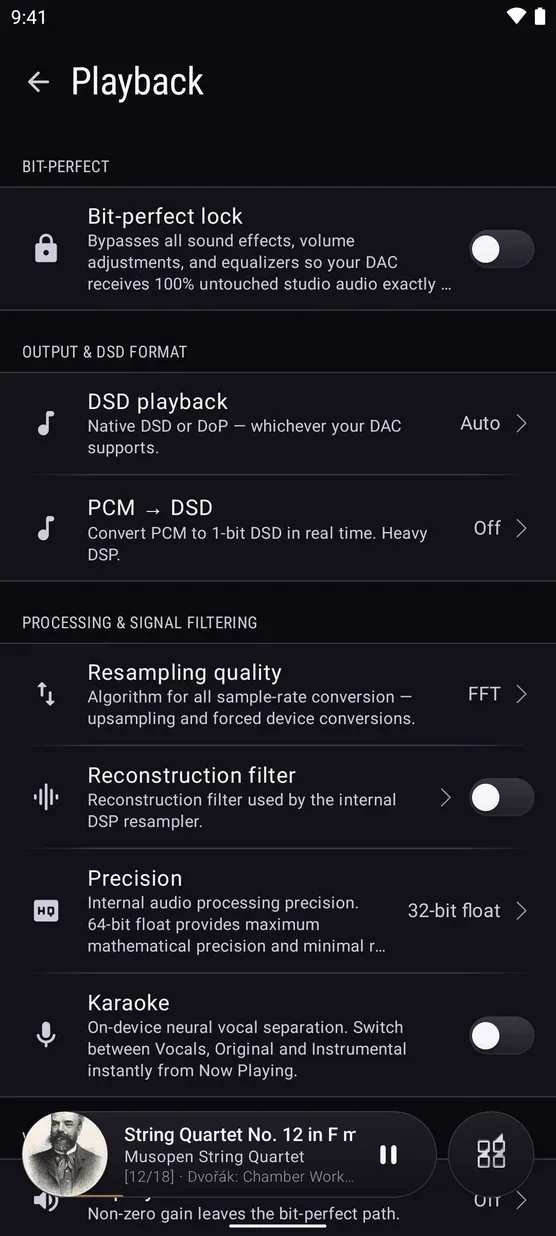 9:41
Playback
BIT-PERFECT
Bit-perfect lock
Bypasses all sound effects, volume
adjustments, and equalizers so your DAC
receives 100% untouched studio audio exactly …
OUTPUT & DSD FORMAT
DSD playback
Native DSD or DoP — whichever your DAC
supports.
Auto
PCM → DSD
Convert PCM to 1-bit DSD in real time. Heavy
DSP.
Off
PROCESSING & SIGNAL FILTERING
Resampling quality
Algorithm for all sample-rate conversion —
upsampling and forced device conversions.
FFT
Reconstruction filter
Reconstruction filter used by the internal
DSP resampler.
HQ
Precision
Internal audio processing precision.
64-bit float provides maximum
mathematical precision and minimal r…
32-bit float
Karaoke
On-device neural vocal separation. Switch
between Vocals, Original and Instrumental
instantly from Now Playing.
String Quartet No. 12 in F m
Musopen String Quartet
[12/18] · Dvořák: Chamber Work…
Off
Non-zero gain leaves the bit-perfect path.